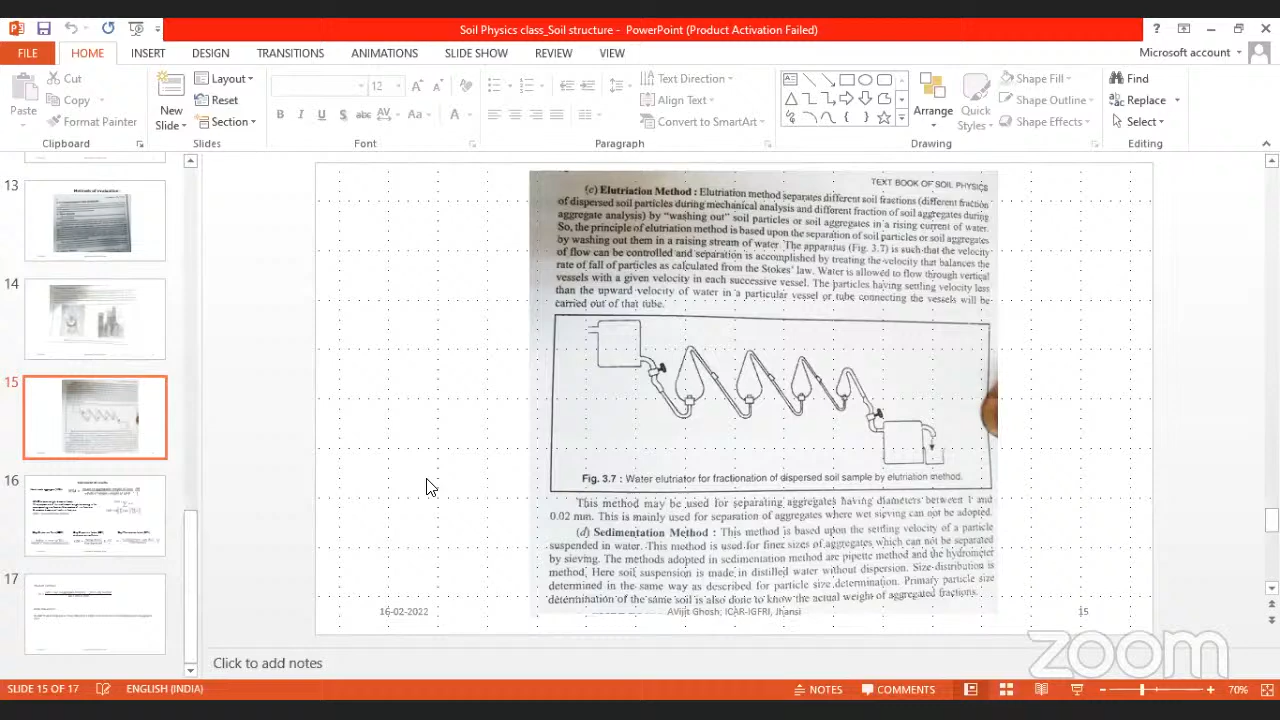 Soil Physics class_Soil structure - PowerPoint (Product Activation Failed)
FILE HOME INSERT DESIGN TRANSITIONS ANIMATIONS SLIDE SHOW REVIEW VIEW Microsoft account
Paste Cut Copy Format Painter Clipboard
New Slide Layout Reset Section Slides
12 Font
Text Direction Align Text Convert to SmartArt Paragraph
Arrange Quick Styles Shape Fill Shape Outline Shape Effects Drawing
Find Replace Select Editing
13
14
15
16
17
TEXT BOOK OF SOIL PHYSICS
(c) Elutriation Method : Elutriation method separates different soil fractions (different fraction
of dispersed soil particles during mechanical analysis and different fraction of soil aggregates during
aggregate analysis) by "washing out" soil particles or soil aggregates in a rising current of water.
So, the principle of elutriation method is based upon the separation of soil particles or soil aggregates
by washing out them in a raising stream of water. The apparatus (Fig. 3.7) is such that the velocity
of flow can be controlled and separation is accomplished by treating the velocity that balances the
rate of fall of particles as calculated from the Stokes' law. Water is allowed to flow through vertical
vessels with a given velocity in each successive vessel. The particles having settling velocity less
than the upward velocity of water in a particular vessel or tube connecting the vessels will be
carried out of that tube.
Fig. 3.7 : Water elutriator for fractionation of dispersed soil sample by elutriation method.
This method may be used for separating aggregates having diameters between 1 and
0.02 mm. This is mainly used for separation of aggregates where wet sieving can not be adopted.
(d) Sedimentation Method : This method is based upon the settling velocity of a particle
suspended in water. This method is used for finer sizes of aggregates which can not be separated
by sieving. The methods adopted in sedimentation method are pipette method and the hydrometer
method. Here soil suspension is made in distilled water without dispersion. Size-distribution is
determined in the same way as described for particle size determination. Primary particle size
determination of the same soil is also done to know the actual weight of aggregated fractions.
16-02-2022 AVijit Ghosh, ICAR-IGFRI, Jhansi 15
zoom
Click to add notes
SLIDE 15 OF 17 ENGLISH (INDIA) NOTES COMMENTS 70%